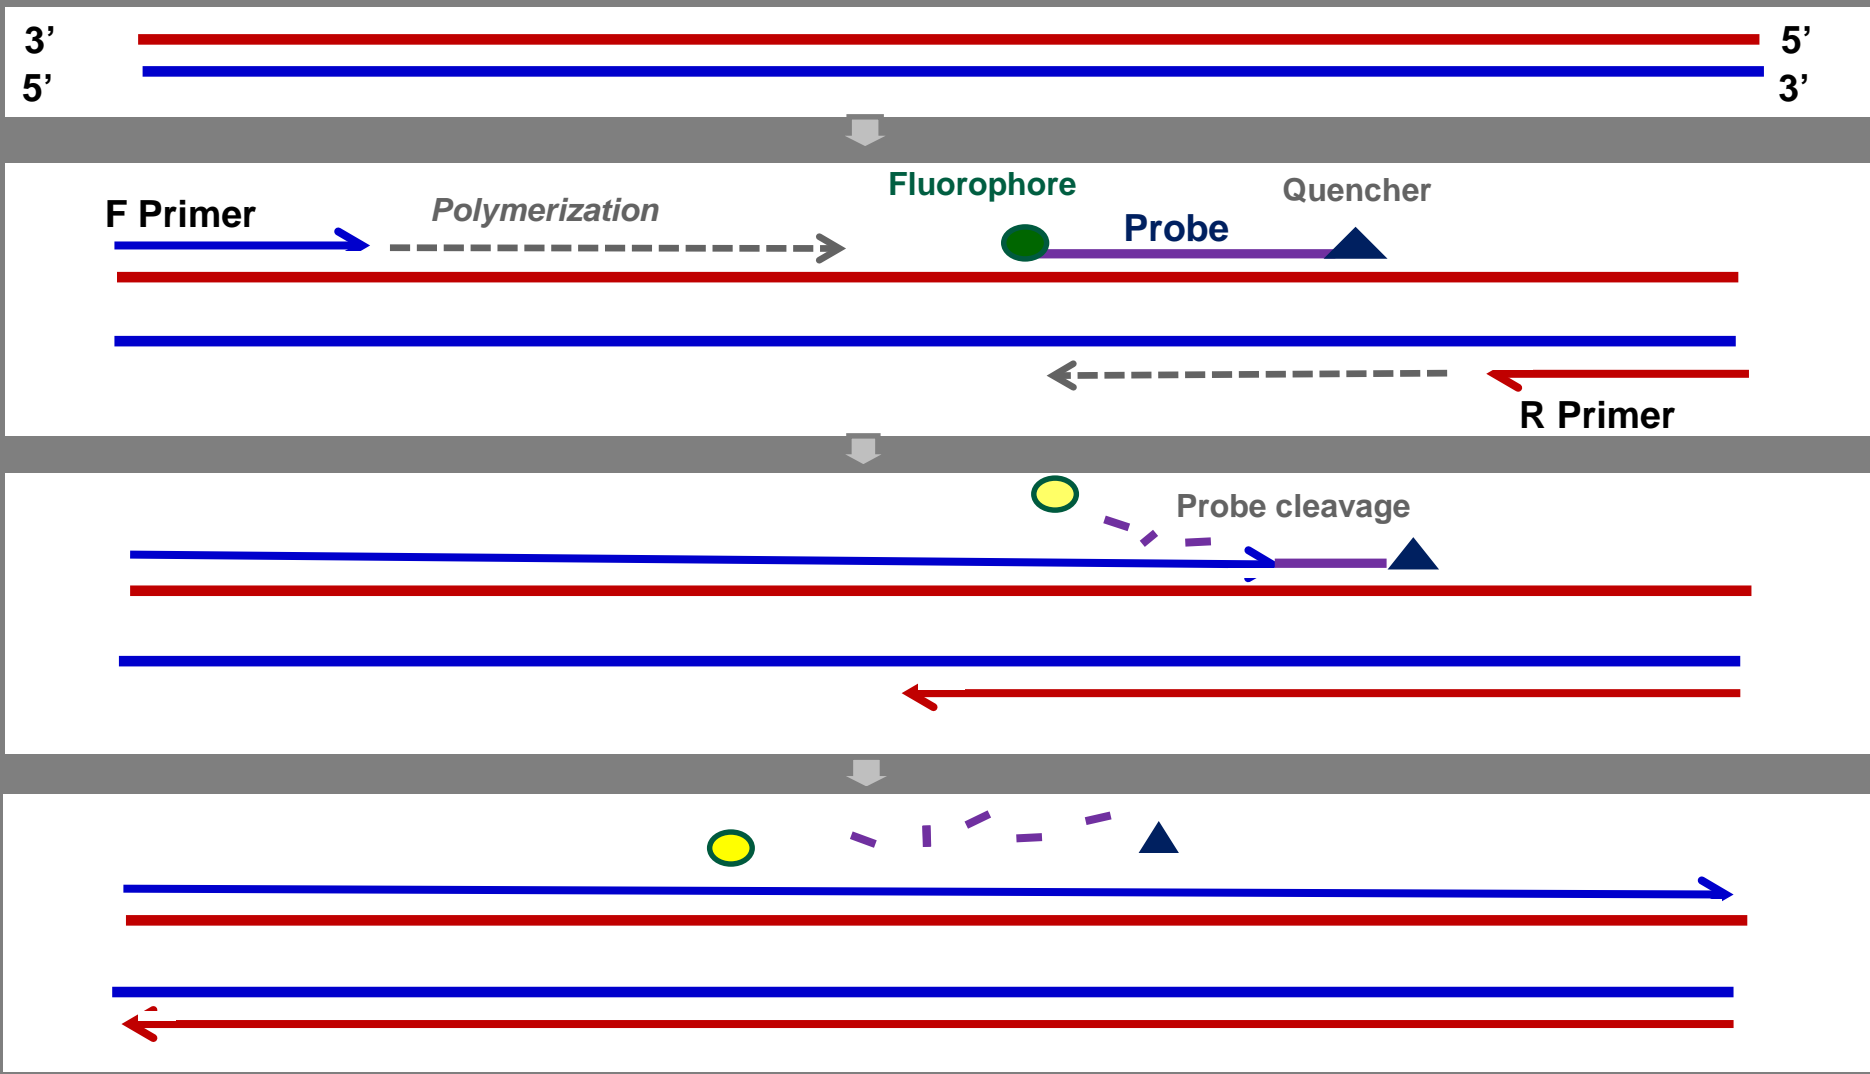 3’
5’
5’
3’
Fluorophore
Quencher
F Primer
Polymerization
Probe
R Primer
Probe cleavage